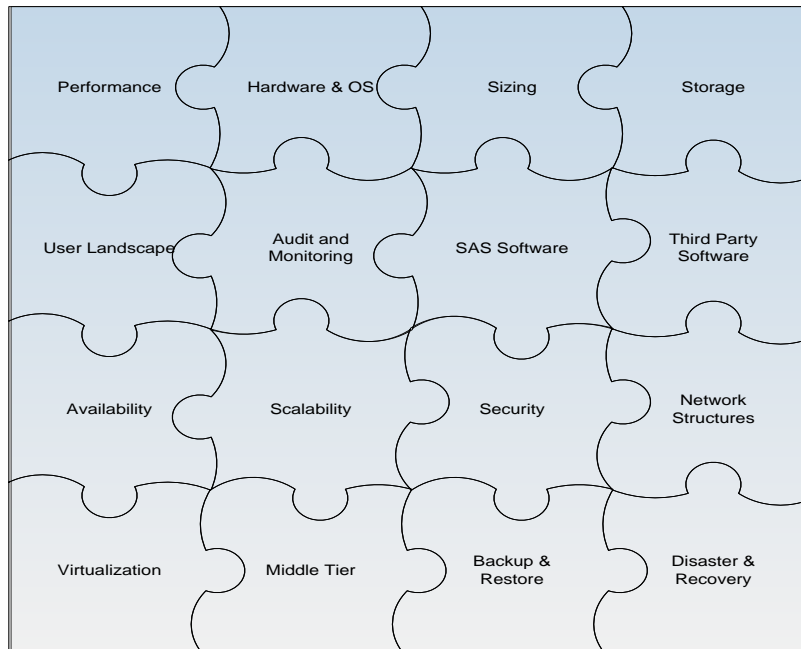 Performance
Hardware & OS
Sizing
Storage
User Landscape
Audit and
Monitoring
SAS Software
Third Party
Software
Availability
Scalability
Security
Network
Structures
Virtualization
Middle Tier
Backup &
Restore
Disaster &
Recovery